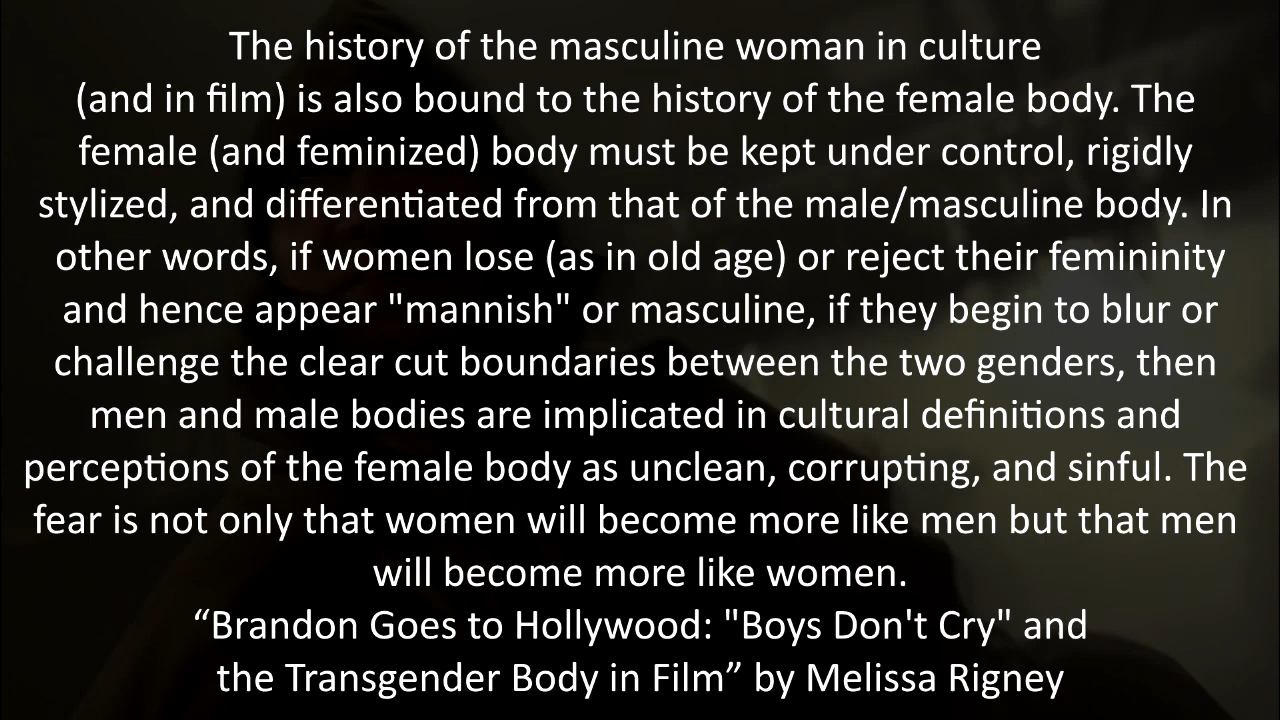 The history of the masculine woman in culture
(and in film) is also bound to the history of the female body. The
female (and feminized) body must be kept under control, rigidly
stylized, and differentiated from that of the male/masculine body. In
other words, if women lose (as in old age) or reject their femininity
and hence appear "mannish" or masculine, if they begin to blur or
challenge the clear cut boundaries between the two genders, then
men and male bodies are implicated in cultural definitions and
perceptions of the female body as unclean, corrupting, and sinful. The
fear is not only that women will become more like men but that men
will become more like women.
“Brandon Goes to Hollywood: "Boys Don't Cry" and
the Transgender Body in Film” by Melissa Rigney